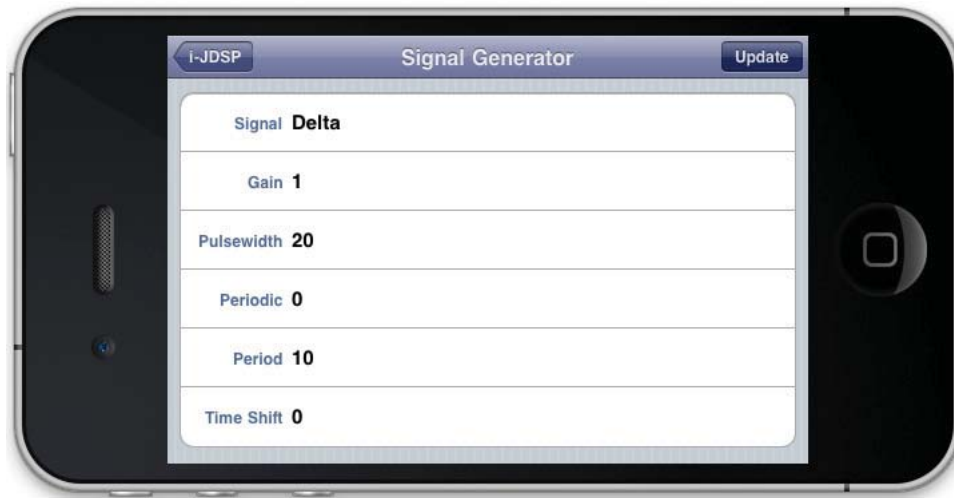 i-JDSP Signal Generator Update
Signal Delta
Gain 1
Pulsewidth 20
Periodic 0
Period 10
Time Shift 0